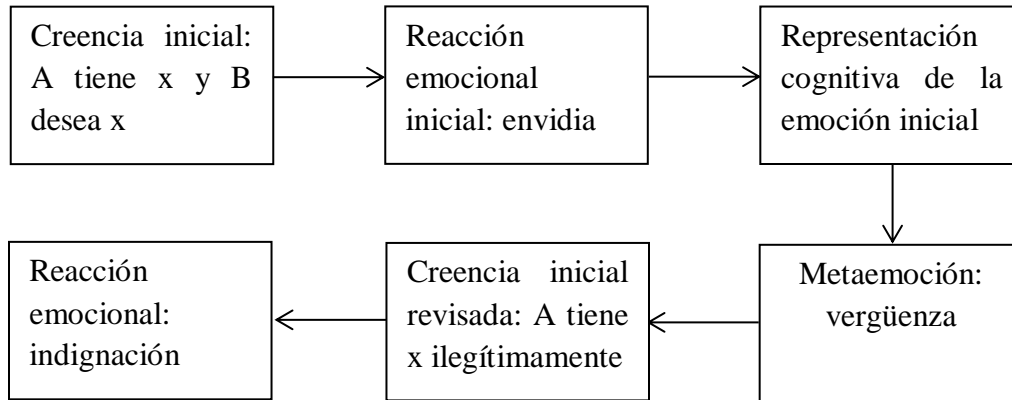 Creencia inicial:
A tiene x y B
desea x
Reacción
emocional
inicial: envidia
Representación
cognitiva de la
emoción inicial
Metaemoción:
vergüenza
Creencia inicial
revisada: A tiene
x ilegítimamente
Reacción
emocional:
indignación